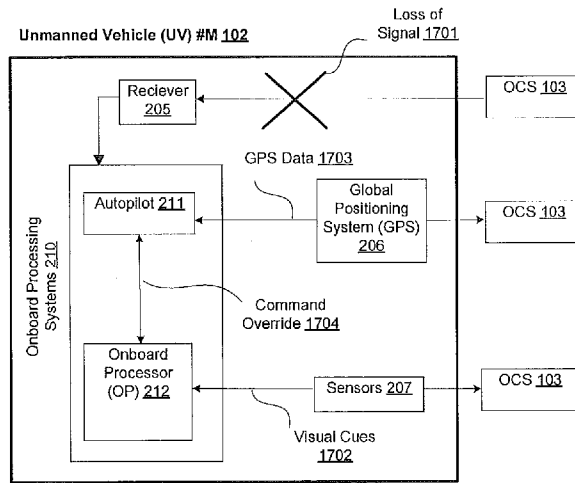 Unmanned Vehicle (UV) #M 102
Loss of
Signal 1701
Reciever
205
OCS 103
GPS Data 1703
Autopilot 211
Global
Positioning
System (GPS)
206
OCS 103
Onboard Processing
Systems 210
Command
Override 1704
Onboard
Processor
(OP) 212
Sensors 207
OCS 103
Visual Cues
1702